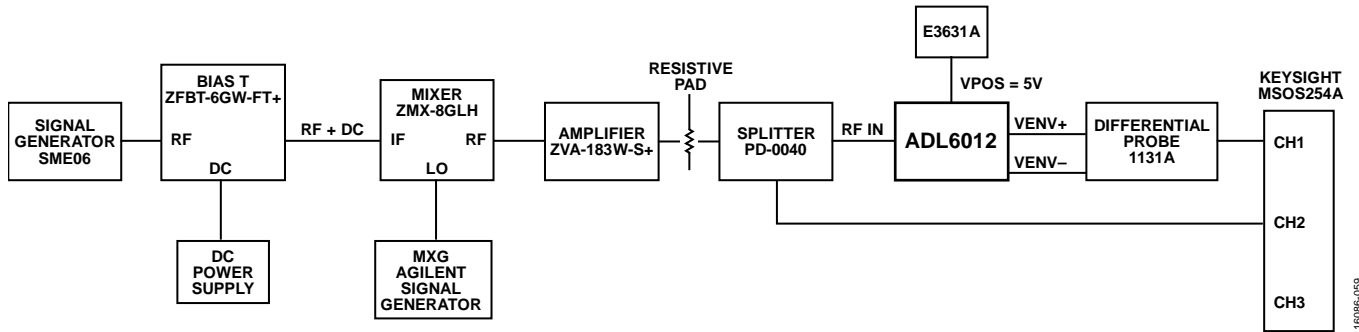 E3631A
BIAS T
ZFBT-6GW-FT+
RF
DC
SIGNAL
GENERATOR
SME06
RF + DC
MIXER
ZMX-8GLH
IF
RF
LO
AMPLIFIER
ZVA-183W-S+
RESISTIVE
PAD
SPLITTER
PD-0040
RF IN
VPOS = 5V
ADL6012
VENV+
VENV–
DIFFERENTIAL
PROBE
1131A
KEYSIGHT
MSOS254A
CH1
CH2
CH3
DC
POWER
SUPPLY
MXG
AGILENT
SIGNAL
GENERATOR
16086-059